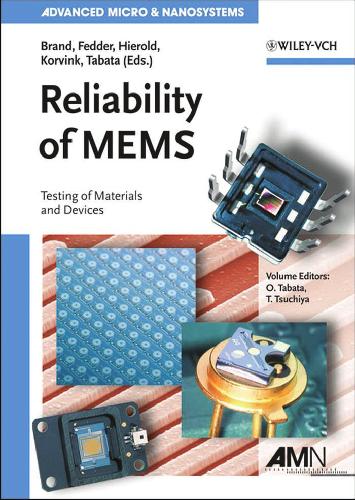 ADVANCED MICRO & NANOSYSTEMS
Brand, Fedder, Hierold,
Korvink, Tabata (Eds.)
WILEY-VCH
Reliability
of MEMS
Testing of Materials
and Devices
Volume Editors:
O. Tabata,
T. Tsuchiya
AMN